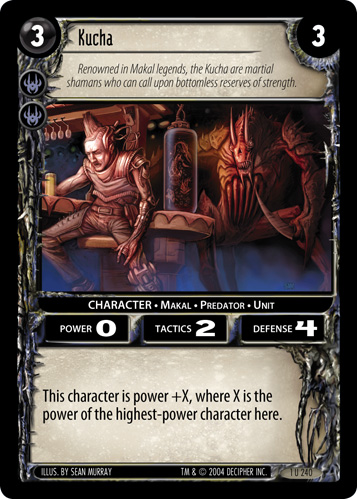 3 Kucha 3
Renowned in Makal legends, the Kucha are martial
shamans who can call upon bottomless reserves of strength.
CHARACTER • MAKAL • PREDATOR • UNIT
POWER 0 TACTICS 2 DEFENSE 4
This character is power +X, where X is the
power of the highest-power character here.
ILLUS. BY SEAN MURRAY TM & © 2004 DECIPHER INC. 1 U 240